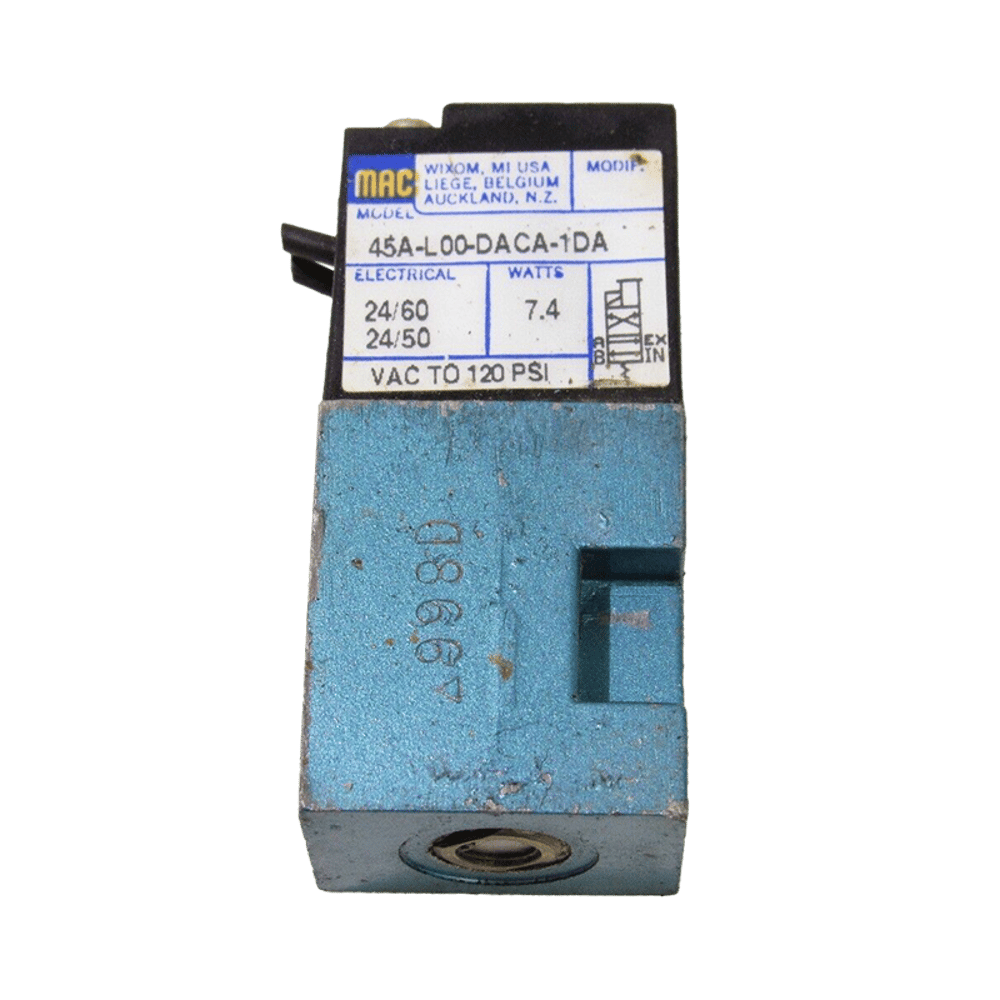 MAC
WIXOM, MI USA
LIEGE, BELGIUM
AUCKLAND, N.Z.
MODIF.
MODEL
45A-L00-DACA-1DA
ELECTRICAL
WATTS
24/60
24/50
7.4
A EX
B IN
VAC TO 120 PSI
△998D